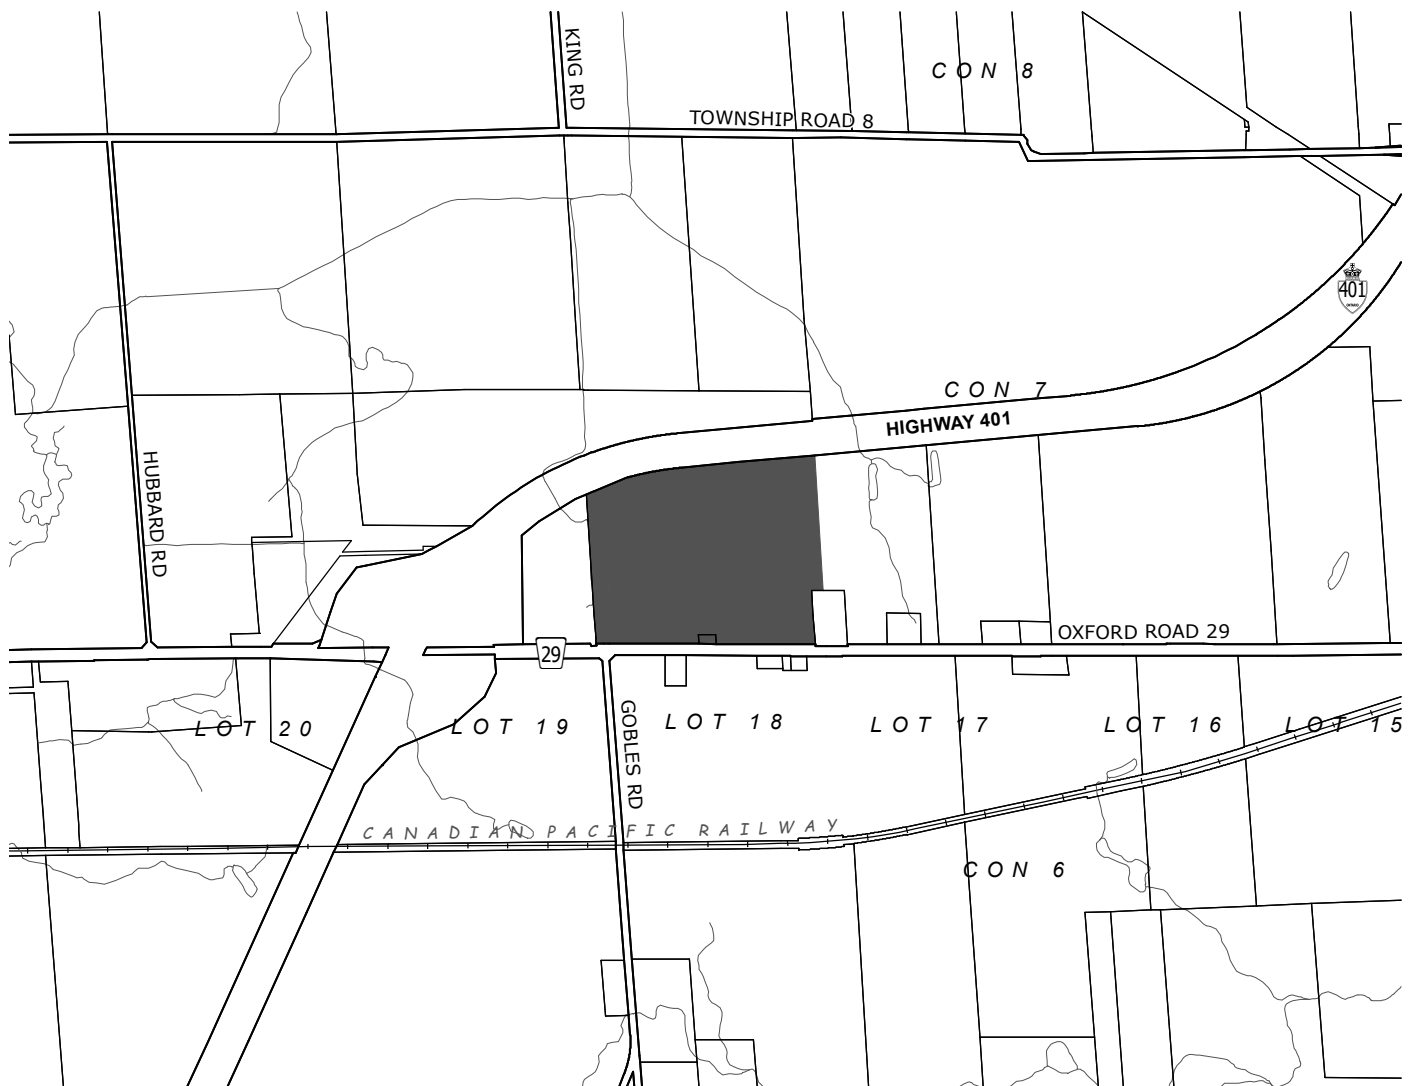 KING RD
CON 8
TOWNSHIP ROAD 8
401
ONTARIO
CON 7
HIGHWAY 401
HUBBARD RD
OXFORD ROAD 29
29
LOT 20
LOT 19
LOT 18
LOT 17
LOT 16
LOT 15
GOBLES RD
CANADIAN PACIFIC RAILWAY
CON 6